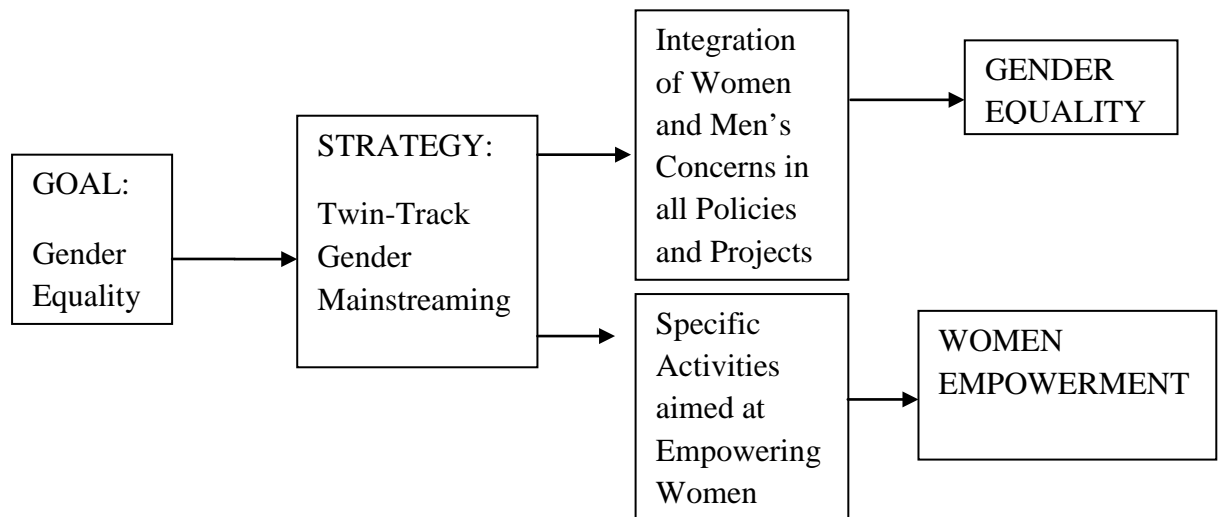 GOAL:
Gender
Equality
STRATEGY:
Twin-Track
Gender
Mainstreaming
Integration
of Women
and Men’s
Concerns in
all Policies
and Projects
GENDER
EQUALITY
Specific
Activities
aimed at
Empowering
Women
WOMEN
EMPOWERMENT